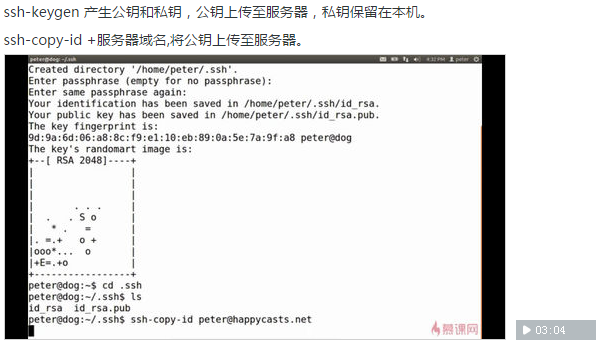 ssh-keygen 产生公钥和私钥，公钥上传至服务器，私钥保留在本机。
ssh-copy-id +服务器域名,将公钥上传至服务器。
peter@dog: ~/.ssh
4:32 PM peter
Created directory '/home/peter/.ssh'.
Enter passphrase (empty for no passphrase):
Enter same passphrase again:
Your identification has been saved in /home/peter/.ssh/id_rsa.
Your public key has been saved in /home/peter/.ssh/id_rsa.pub.
The key fingerprint is:
9d:9a:6d:06:a8:8c:f9:e1:10:eb:89:0a:5e:7a:9f:a8 peter@dog
The key's randomart image is:
+--[ RSA 2048]----+
|                 |
|                 |
|                 |
|       . . .     |
|  .   . S o      |
|   * .   =       |
|. =.+   o +      |
|ooo*...  o       |
|+E=.+o           |
+-----------------+
peter@dog:~$ cd .ssh
peter@dog:~/.ssh$ ls
id_rsa  id_rsa.pub
peter@dog:~/.ssh$ ssh-copy-id peter@happycasts.net
慕课网
03:04